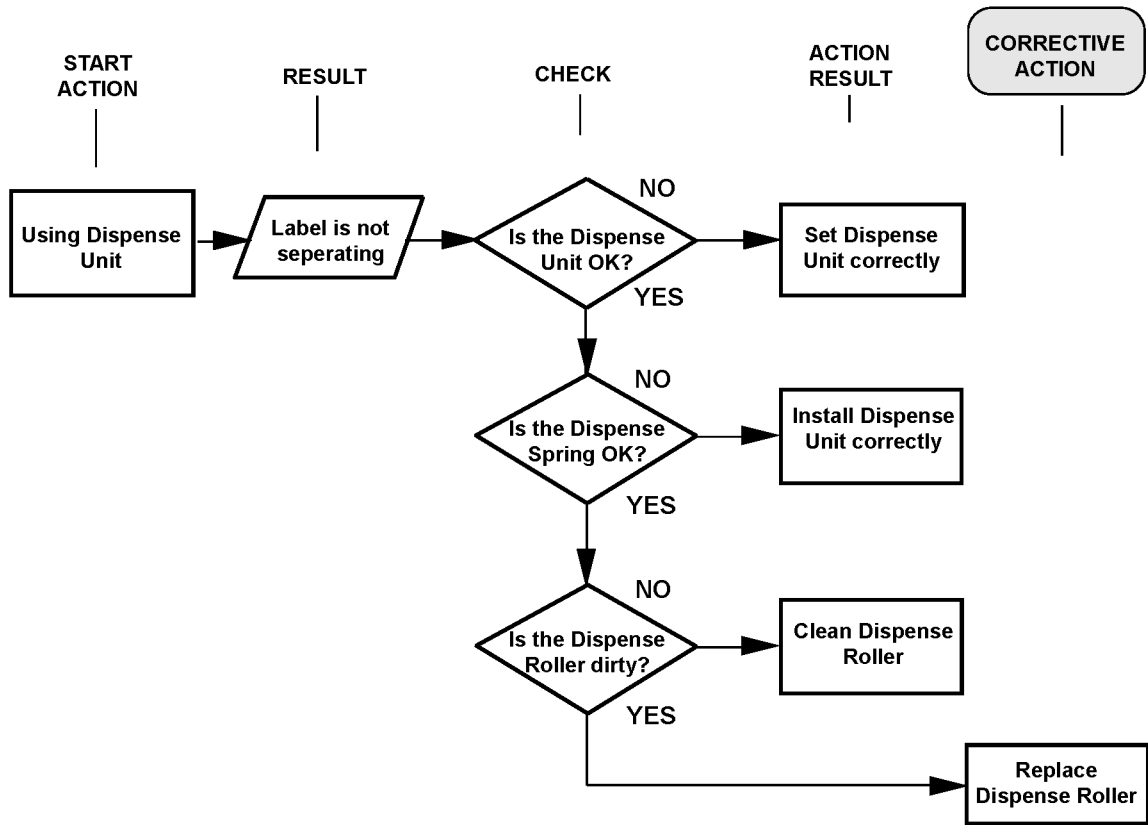 START
ACTION
RESULT
CHECK
ACTION
RESULT
CORRECTIVE
ACTION
Using Dispense
Unit
Label is not
seperating
Is the Dispense
Unit OK?
NO
YES
Set Dispense
Unit correctly
Is the Dispense
Spring OK?
NO
YES
Install Dispense
Unit correctly
Is the Dispense
Roller dirty?
NO
YES
Clean Dispense
Roller
Replace
Dispense Roller